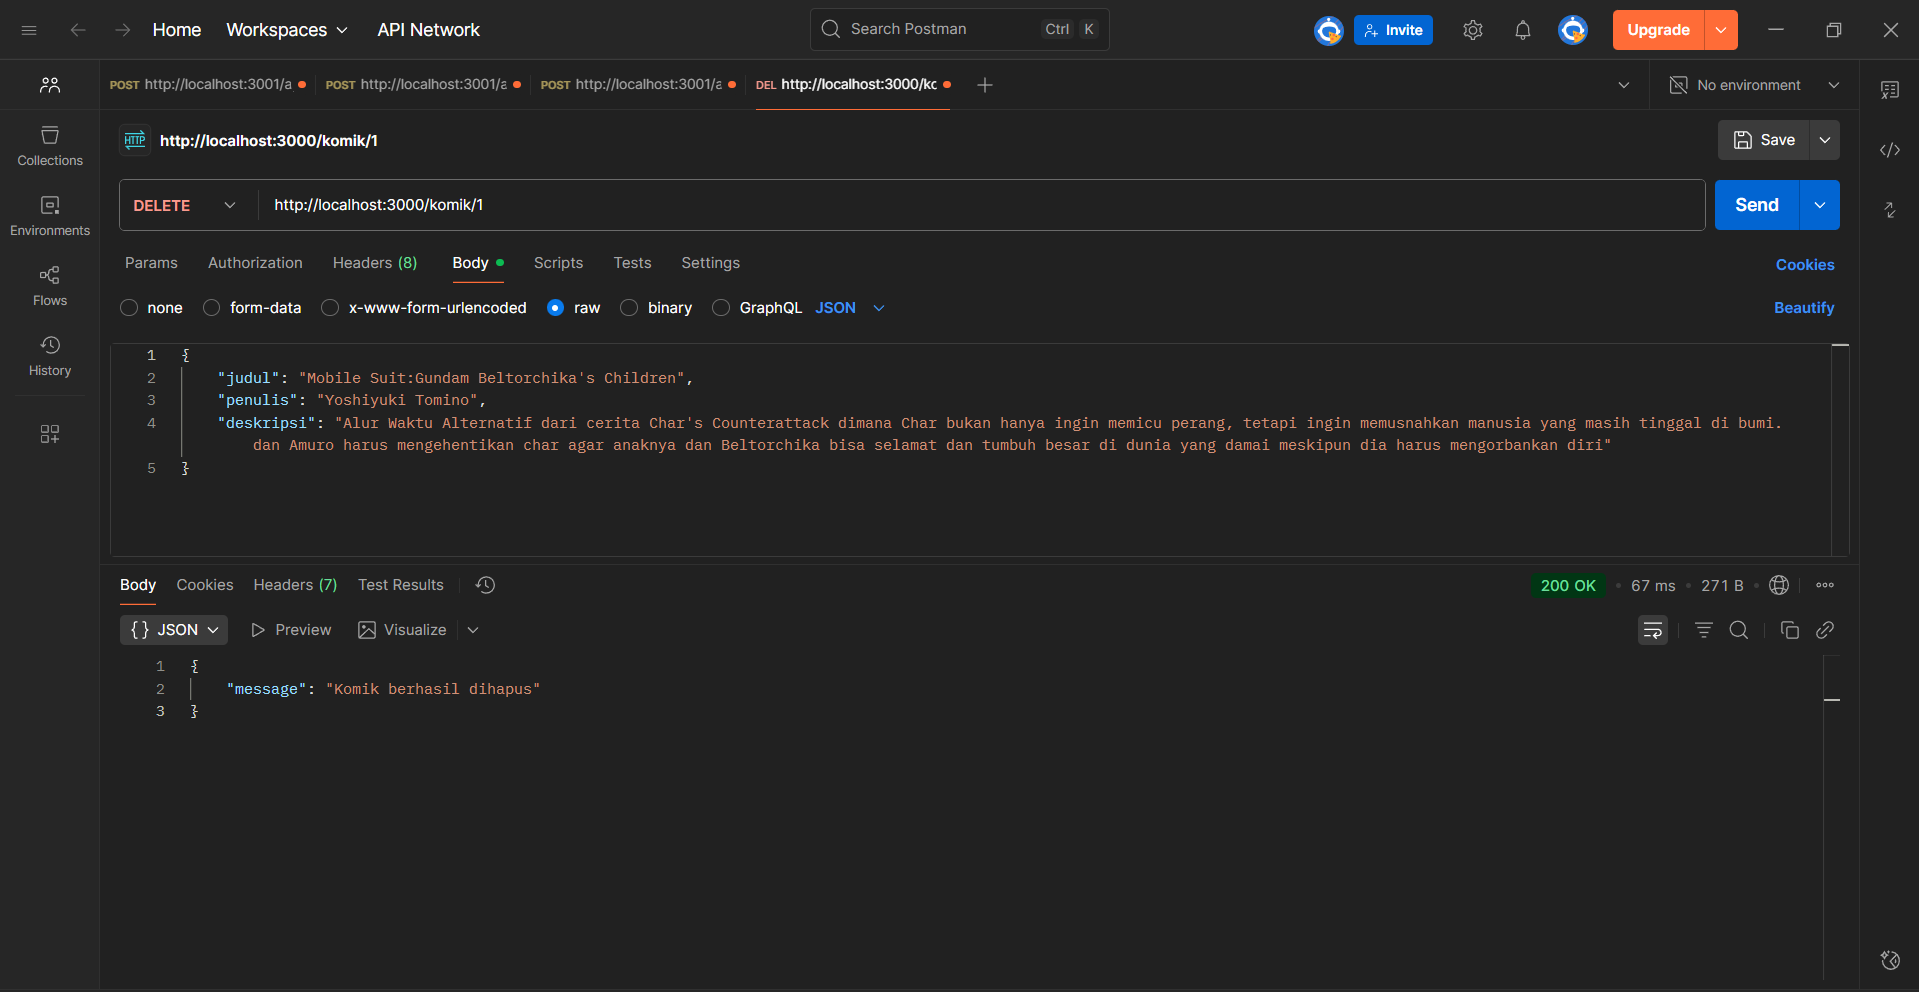 Home Workspaces API Network Search Postman Ctrl K Invite Upgrade
POST http://localhost:3001/a POST http://localhost:3001/a POST http://localhost:3001/a DEL http://localhost:3000/kc No environment
HTTP http://localhost:3000/komik/1 Save
Collections
Environments
Flows
History
DELETE http://localhost:3000/komik/1 Send
Params Authorization Headers (8) Body Scripts Tests Settings Cookies
none form-data x-www-form-urlencoded raw binary GraphQL JSON Beautify
1 {
2 "judul": "Mobile Suit:Gundam Beltorchika's Children",
3 "penulis": "Yoshiyuki Tomino",
4 "deskripsi": "Alur Waktu Alternatif dari cerita Char's Counterattack dimana Char bukan hanya ingin memicu perang, tetapi ingin memusnahkan manusia yang masih tinggal di bumi.
dan Amuro harus mengehentikan char agar anaknya dan Beltorchika bisa selamat dan tumbuh besar di dunia yang damai meskipun dia harus mengorbankan diri"
5 }
Body Cookies Headers (7) Test Results 200 OK 67 ms 271 B
{} JSON Preview Visualize
1 {
2 "message": "Komik berhasil dihapus"
3 }